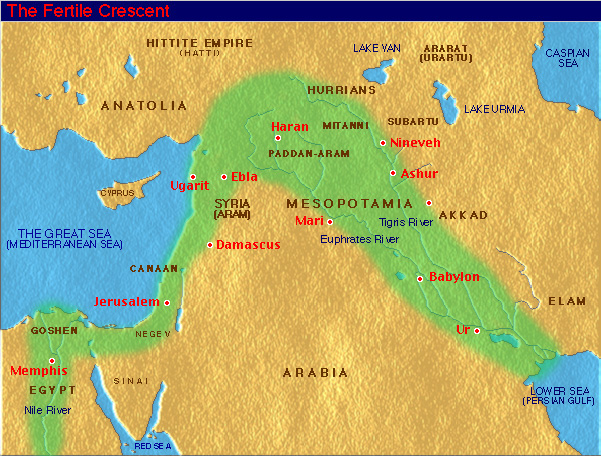 The Fertile Crescent
HITTITE EMPIRE
(HATTI)
LAKE VAN
ARARAT
(URARTU)
CASPIAN
SEA
ANATOLIA
HURRIANS
LAKE URMIA
SUBARTU
MITANNI
Haran
Nineveh
PADDAN-ARAM
Ashur
Ugarit
Ebla
CYPRUS
SYRIA
(ARAM)
MESOPOTAMIA
AKKAD
Mari
Tigris River
THE GREAT SEA
(MEDITERRANEAN SEA)
Euphrates River
Damascus
CANAAN
Babylon
Jerusalem
ELAM
GOSHEN
NEGEV
Ur
Memphis
SINAI
ARABIA
EGYPT
LOWER SEA
(PERSIAN GULF)
Nile River
RED SEA